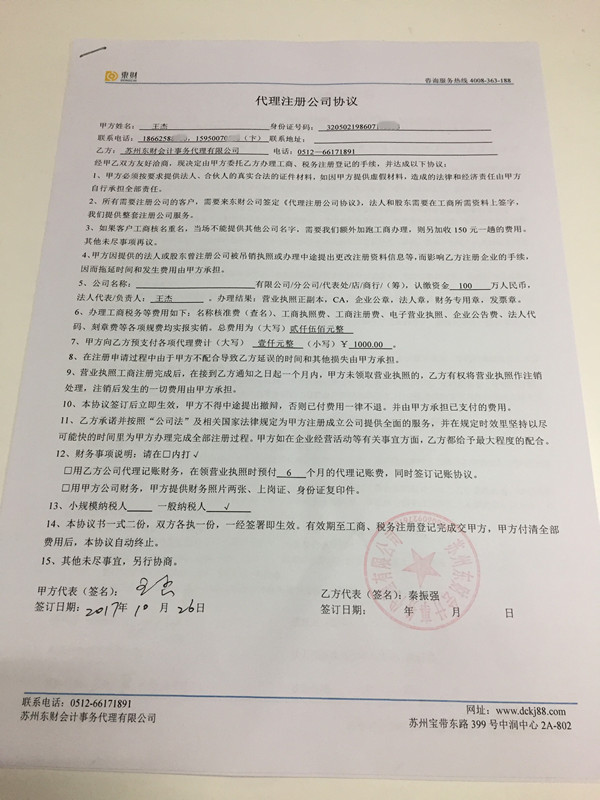 東财
咨询服务热线 4008-363-188
代理注册公司协议
甲方姓名: 王杰 身份证号码: 320502198607
联系电话: 1866258 , 1595007 (卞) 联系地址:
乙方: 苏州东财会计事务代理有限公司 电话: 0512—66171891
经甲乙双方友好洽商,现决定由甲方委托乙方办理工商、税务注册登记的手续,并达成以下协议:
1、甲方必须按要求提供法人、合伙人的真实合法的证件材料,如因甲方提供虚假材料,造成的法律和经济责任由甲方
自行承担全部责任。
2、所有需要注册公司的客户,需要来东财公司签定《代理注册公司协议》,法人和股东需要在工商所需资料上签字,
我们提供整套注册公司服务。
3、如果客户工商核名重名,当场不能提供其他公司名字,需要我们额外加跑工商办理,则另加收 150 元一趟的费用。
其他未尽事项再议。
4、甲方因提供的法人或股东曾注册公司被吊销执照或办理中途提出更改注册资料信息等,而影响乙方注册企业的手续,
因而拖延时间和发生费用由甲方承担。
5、公司名称: 有限公司/分公司/代表处/店/商行/(筹),认缴资金 100 万人民币,
法人代表/负责人: 王杰 。办理结果:营业执照正副本,CA,企业公章,法人章,财务专用章,发票章。
6、办理工商税务等费用如下:名称核准费(查名)、工商执照费、工商注册费、电子营业执照、企业公告费、法人代
码、刻章费等各项规费均实报实销。总费用为(大写)贰仟伍佰元整
7、甲方向乙方预支付各项代理费计(大写) 壹仟元整 (小写)¥ 1000.00 。
8、在注册申请过程中由于甲方不配合导致乙方延误的时间和其他损失由甲方承担。
9、营业执照工商注册完成后,在接到乙方通知之日起一个月内,甲方未领取营业执照的,乙方有权将营业执照作注销
处理,注销后发生的一切费用由甲方承担。
10、本协议签订后立即生效,甲方不得中途提出撤辩,否则已付费用一律不退。并由甲方承担已支付的费用。
11、乙方承诺并按照“公司法”及相关国家法律规定为甲方注册成立公司提供全面的服务,并在规定时效里坚持以尽
可能快的时间里为甲方办理完成全部注册过程。甲方如在企业经营活动等有关事宜方面,乙方都给予最大程度的配合。
12、财务事项说明:请在□内打√
□用乙方公司代理记账财务,在领营业执照时预付 6 个月的代理记账费,同时签订记账协议。
□用甲方公司财务,甲方提供财务照片两张、上岗证、身份证复印件。
13、小规模纳税人 一般纳税人 √
14、本协议书一式二份,双方各执一份,一经签署即生效。有效期至工商、税务注册登记完成交甲方,甲方付清全部
费用后,本协议自动终止。
15、其他未尽事宜,另行协商。
甲方代表(签名): 王杰
乙方代表(签名):秦振强
签订日期: 2017年 10 月 26日
签订日期: 年 月 日
苏州东财会计事务代理有限公司
联系电话:0512-66171891
网址:www.dckj88.com
苏州东财会计事务代理有限公司
苏州宝带东路 399 号中润中心 2A-802